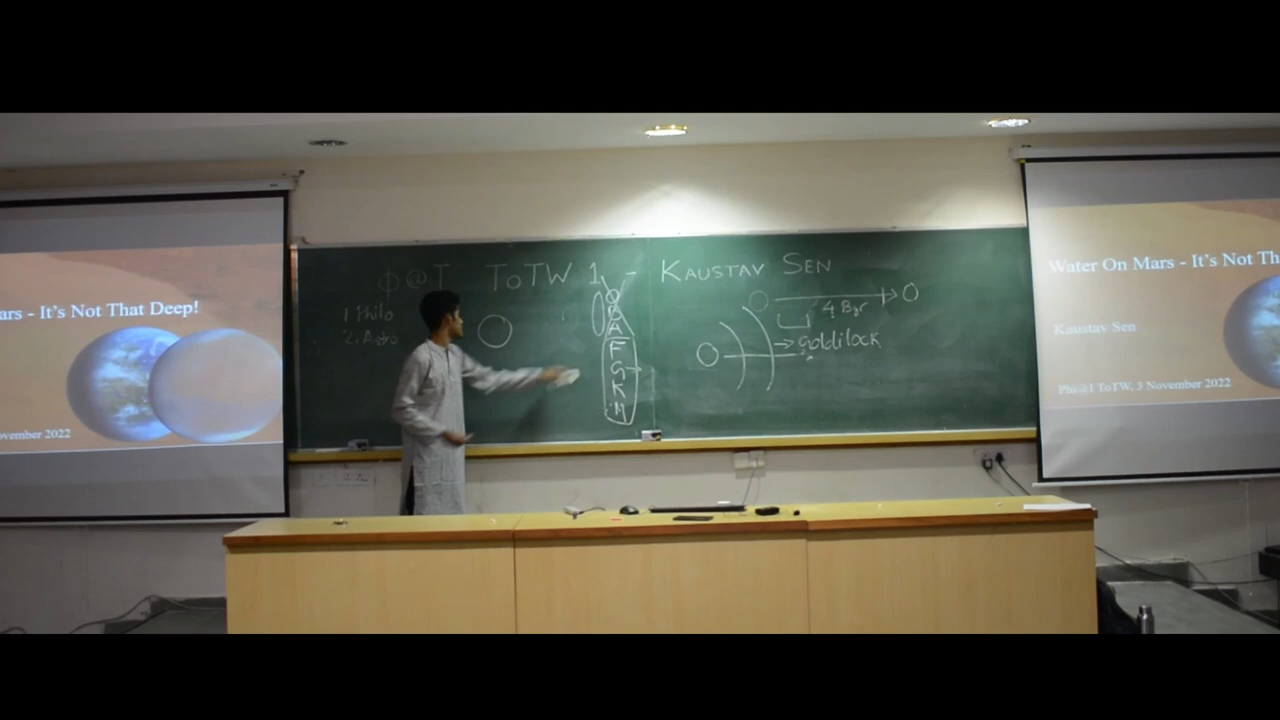 ars - It's Not That Deep!
ovember 2022
ϕ@I ToTW 1 - KAUSTAV SEN
1. Philo
2. Astro
O
B
A
F
G
K
M
4 Byr
→ Goldilock
Water On Mars - It's Not Th
Kaustav Sen
Phi@I ToTW, 3 November 2022